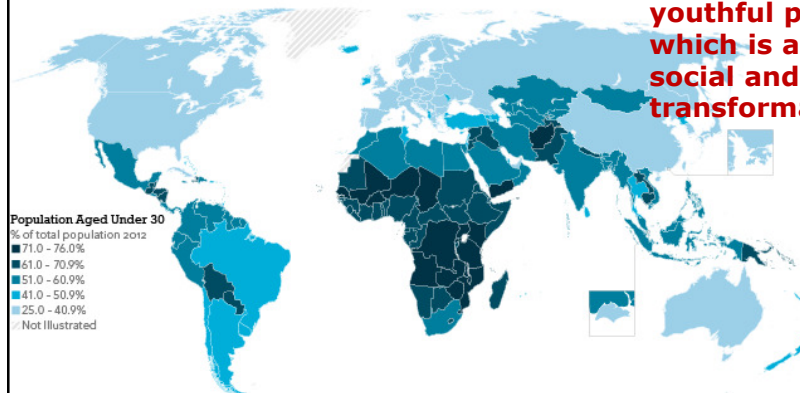 youthful p
which is a
social and
transforma
Population Aged Under 30
% of total population 2012
71.0 - 76.0%
61.0 - 70.9%
51.0 - 60.9%
41.0 - 50.9%
25.0 - 40.9%
Not Illustrated